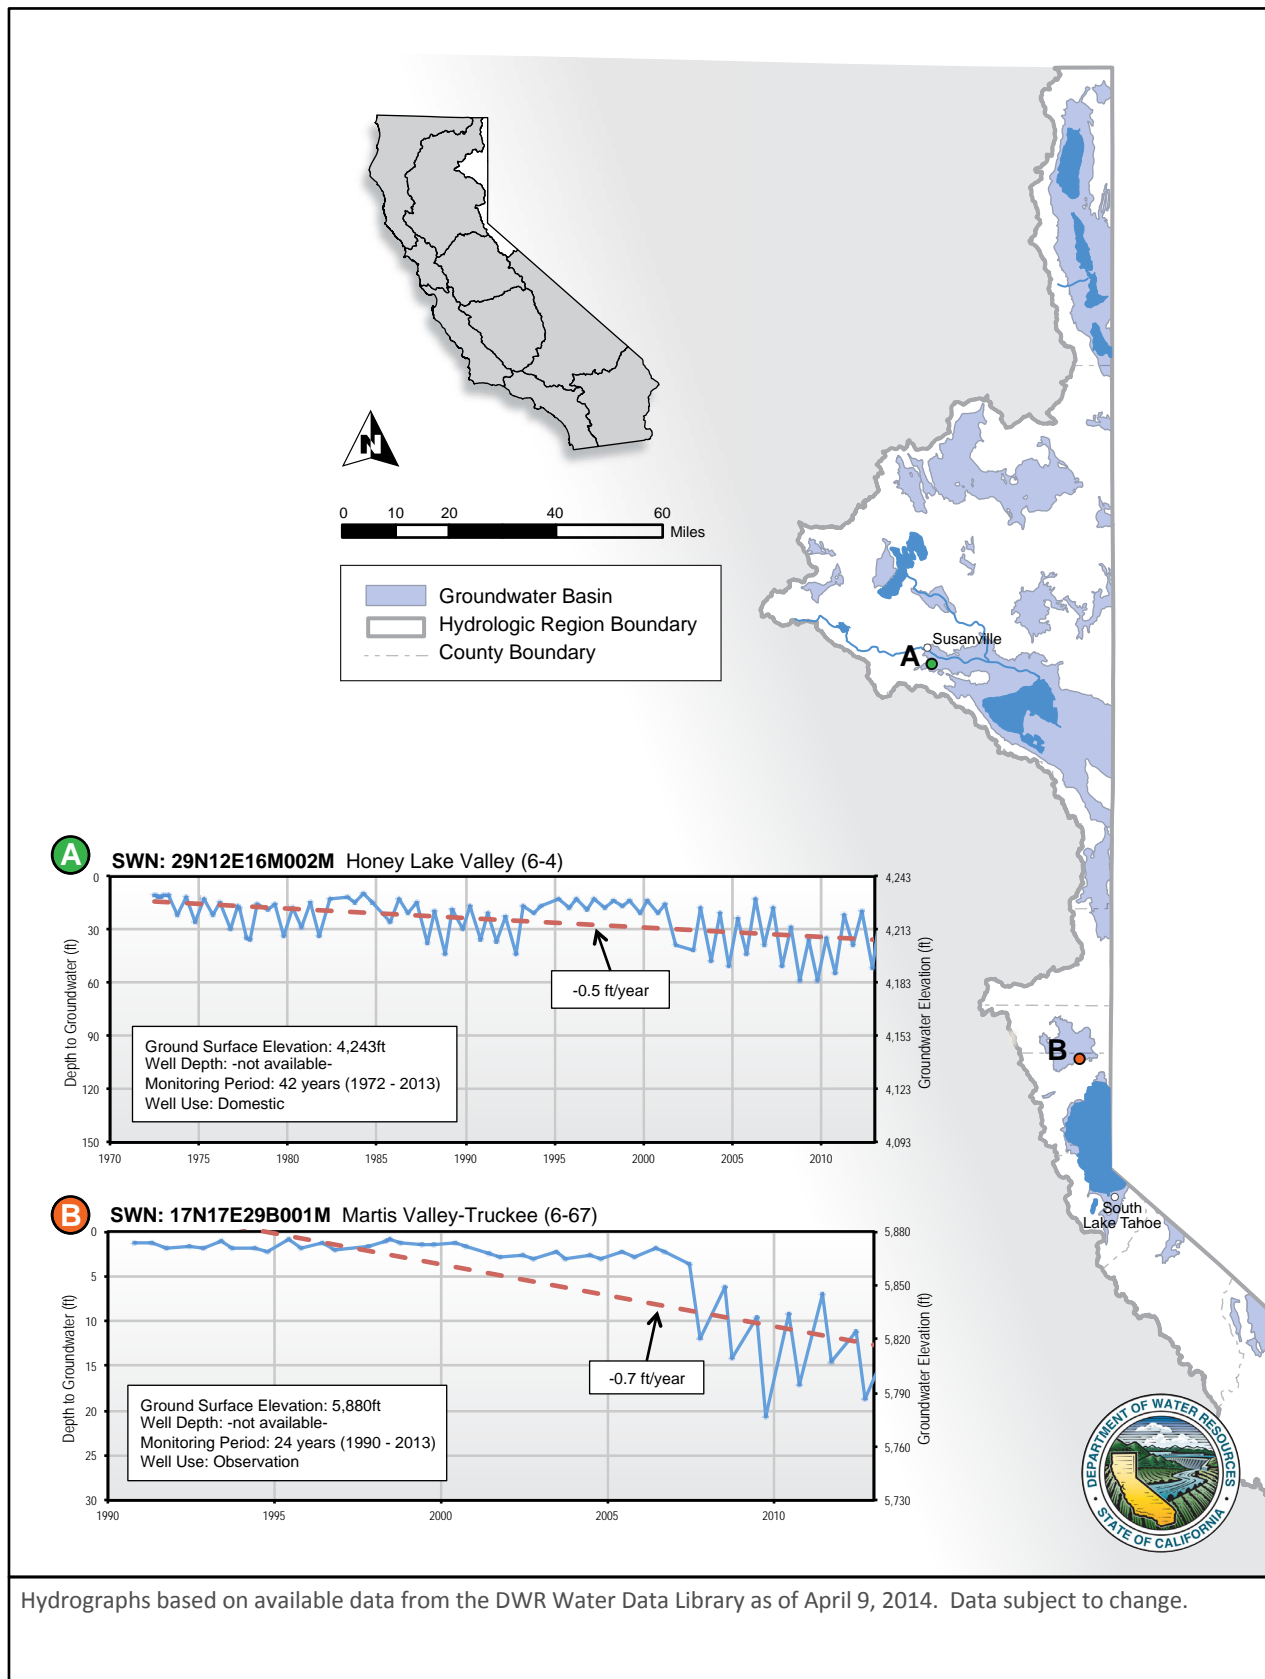 N
0 10 20 40 60
Miles
Groundwater Basin
Hydrologic Region Boundary
County Boundary
Susanville
A
B
South
Lake Tahoe
A
SWN: 29N12E16M002M Honey Lake Valley (6-4)
Depth to Groundwater (ft)
0
30
60
90
120
150
Groundwater Elevation (ft)
4,243
4,213
4,183
4,153
4,123
4,093
-0.5 ft/year
Ground Surface Elevation: 4,243ft
Well Depth: -not available-
Monitoring Period: 42 years (1972 - 2013)
Well Use: Domestic
1970 1975 1980 1985 1990 1995 2000 2005 2010
B
SWN: 17N17E29B001M Martis Valley-Truckee (6-67)
Depth to Groundwater (ft)
0
5
10
15
20
25
30
Groundwater Elevation (ft)
5,880
5,850
5,820
5,790
5,760
5,730
-0.7 ft/year
Ground Surface Elevation: 5,880ft
Well Depth: -not available-
Monitoring Period: 24 years (1990 - 2013)
Well Use: Observation
1990 1995 2000 2005 2010
DEPARTMENT OF WATER RESOURCES
STATE OF CALIFORNIA
Hydrographs based on available data from the DWR Water Data Library as of April 9, 2014. Data subject to change.